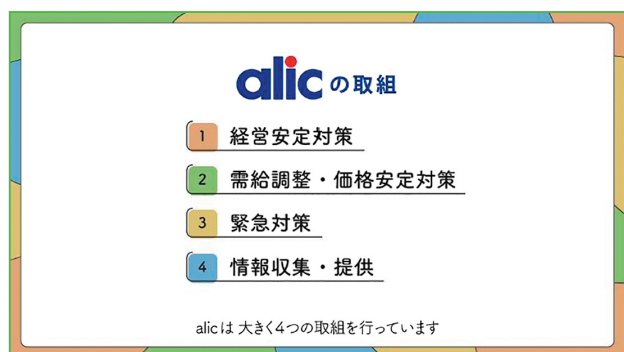 alicの取組
1 経営安定対策
2 需給調整・価格安定対策
3 緊急対策
4 情報収集・提供
alicは 大きく4つの取組を行っています